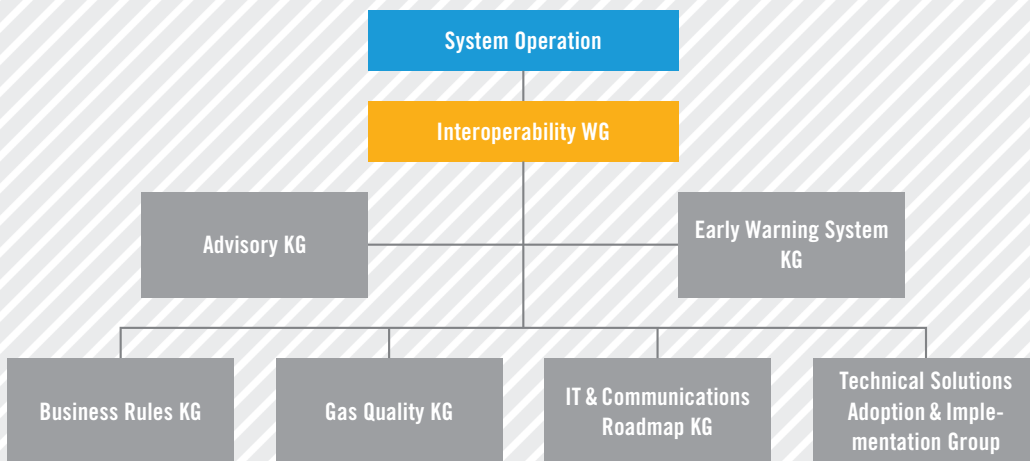 System Operation
Interoperability WG
Advisory KG
Early Warning System
KG
Business Rules KG
Gas Quality KG
IT & Communications
Roadmap KG
Technical Solutions
Adoption & Imple-
mentation Group